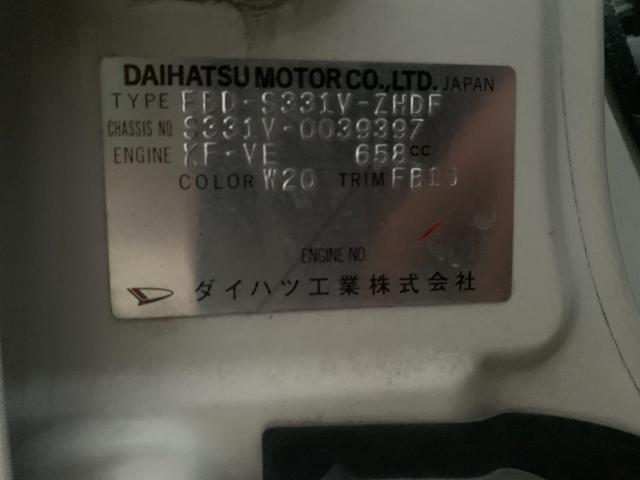 DAIHATSU MOTOR CO.,LTD. JAPAN
TYPE EBD-S331V-ZHDF
CHASSIS NO. S331V-0039397
ENGINE KF-VE 658CC
COLOR W20 TRIM FB10
ENGINE NO.
ダイハツ工業株式会社